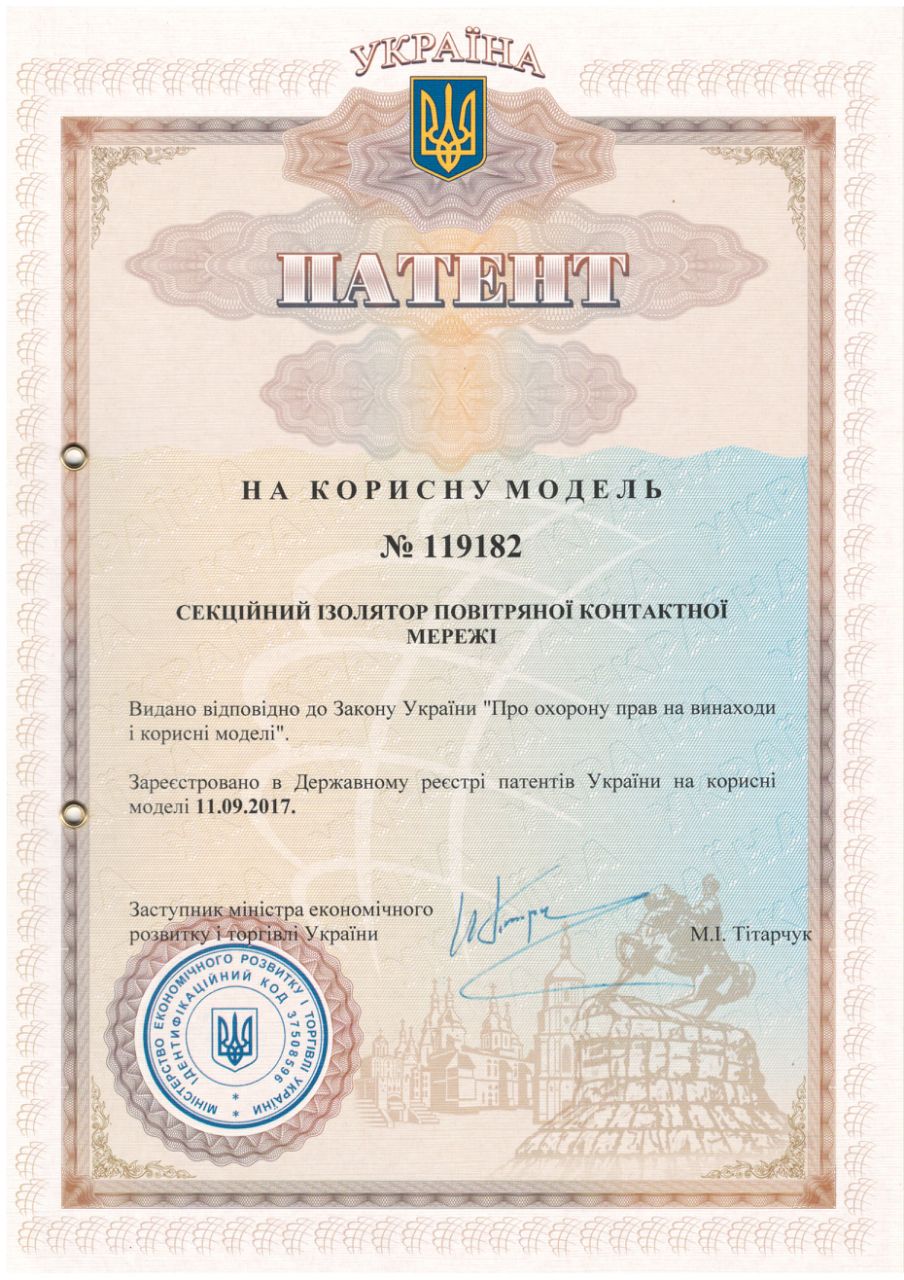 УКРАЇНА
ПАТЕНТ
НА КОРИСНУ МОДЕЛЬ
№ 119182
СЕКЦІЙНИЙ ІЗОЛЯТОР ПОВІТРЯНОЇ КОНТАКТНОЇ
МЕРЕЖІ
Видано відповідно до Закону України "Про охорону прав на винаходи
і корисні моделі".
Зареєстровано в Державному реєстрі патентів України на корисні
моделі 11.09.2017.
Заступник міністра економічного
розвитку і торгівлі України
М.І. Тітарчук
МІНІСТЕРСТВО ЕКОНОМІЧНОГО РОЗВИТКУ І ТОРГІВЛІ УКРАЇНИ
ІДЕНТИФІКАЦІЙНИЙ КОД 37508596